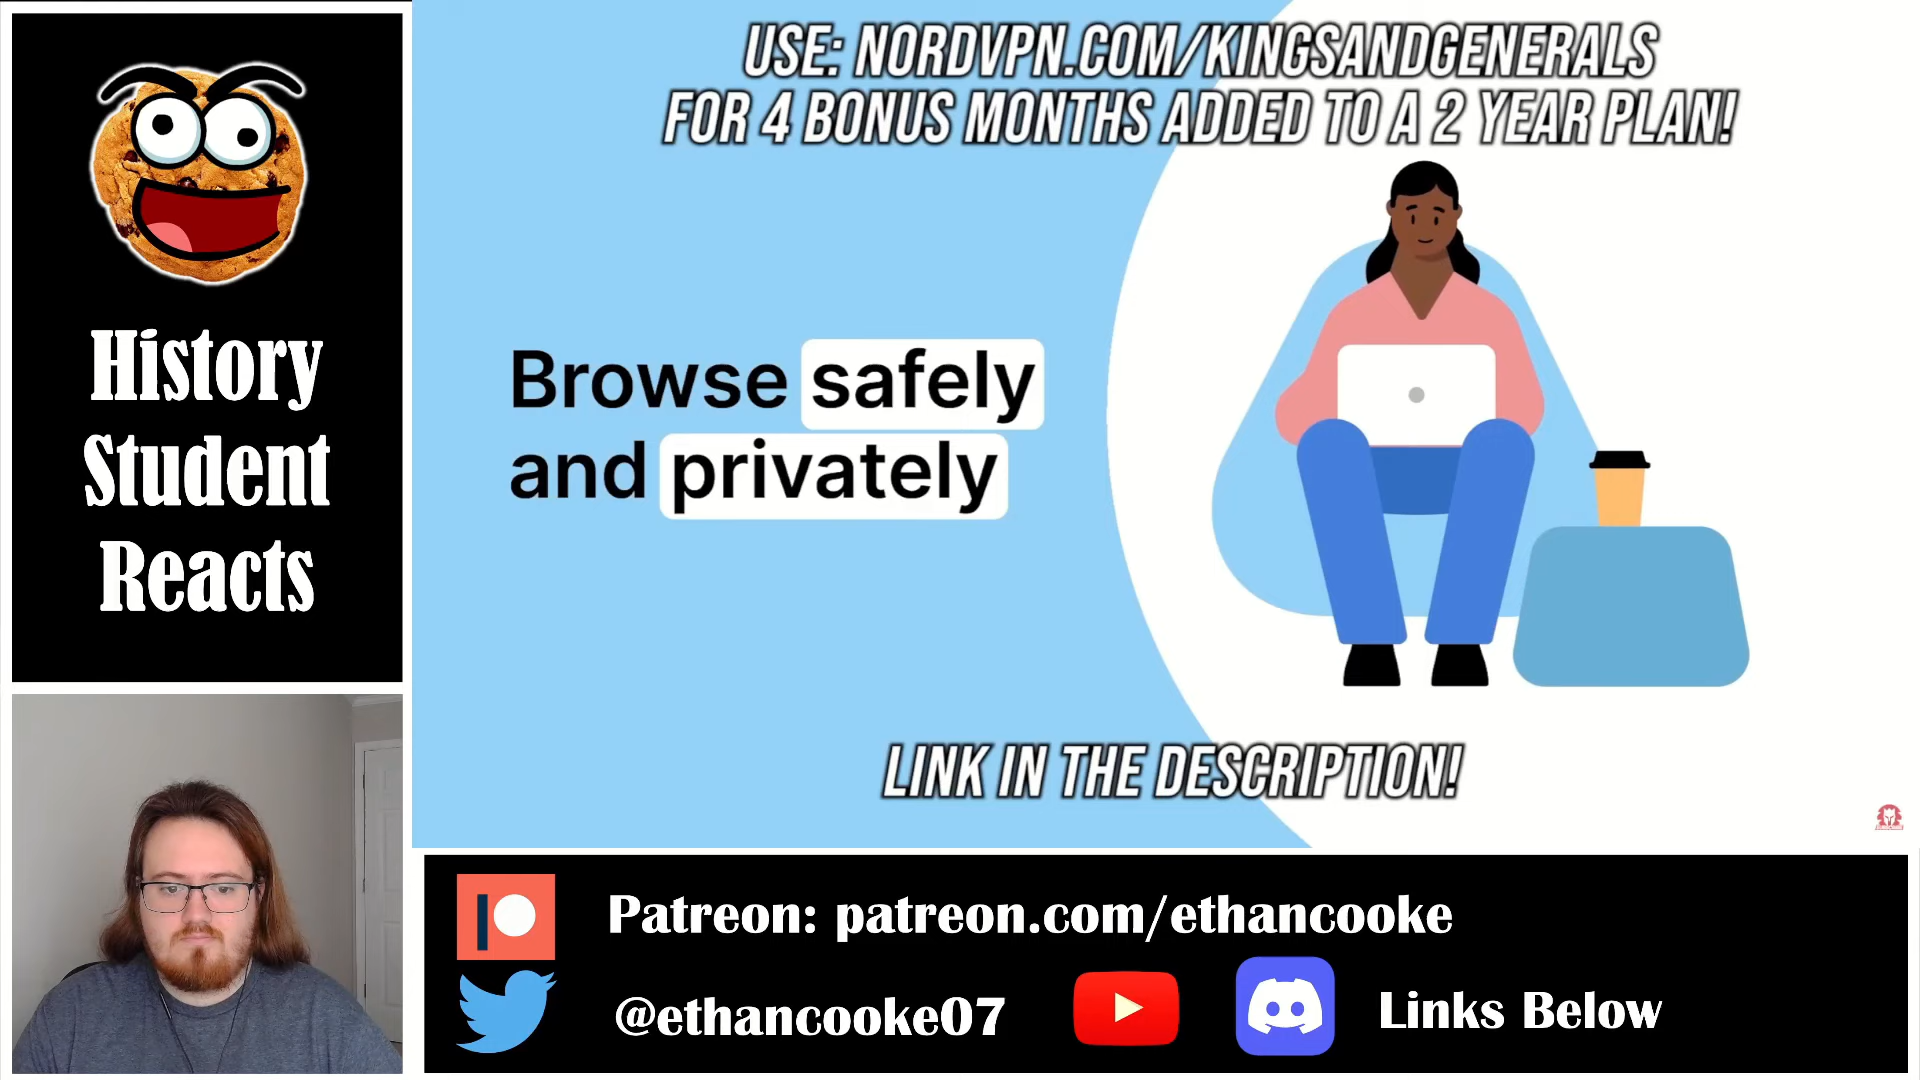 History
Student
Reacts
USE: NORDVPN.COM/KINGSANDGENERALS
FOR 4 BONUS MONTHS ADDED TO A 2 YEAR PLAN!
Browse safely
and privately
LINK IN THE DESCRIPTION!
Patreon: patreon.com/ethancooke
@ethancooke07
Links Below